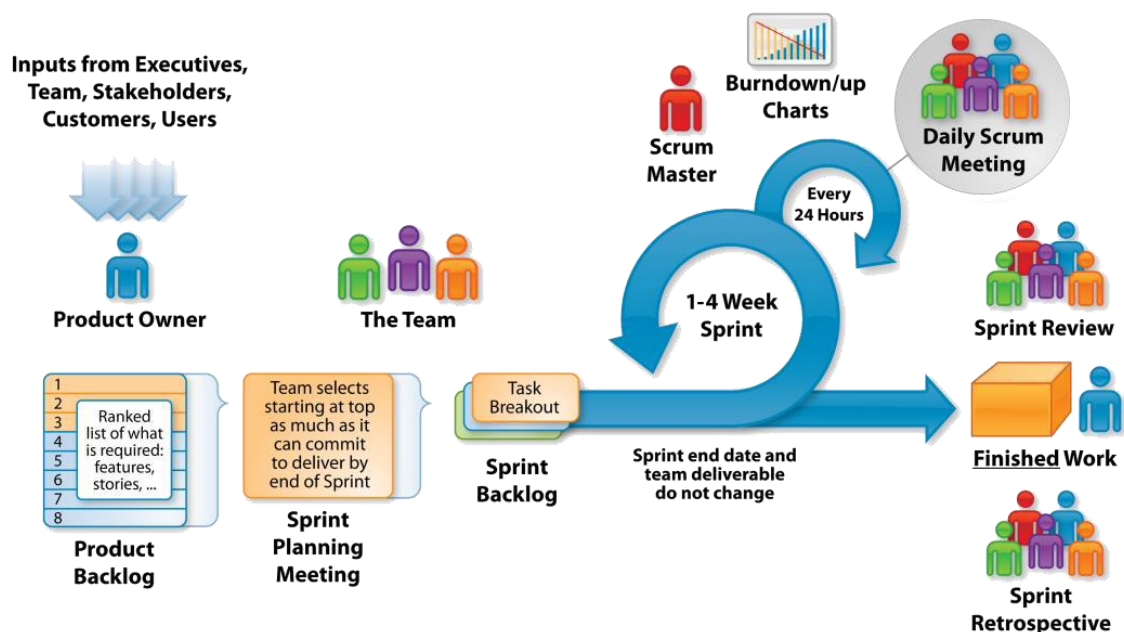 Inputs from Executives,
Team, Stakeholders,
Customers, Users
Product Owner
The Team
Scrum
Master
Burndown/up
Charts
Daily Scrum
Meeting
Every
24 Hours
1-4 Week
Sprint
Sprint Review
1
2
3
4
5
6
7
8
Ranked
list of what
is required:
features,
stories, ...
Product
Backlog
Team selects
starting at top
as much as it
can commit
to deliver by
end of Sprint
Sprint
Planning
Meeting
Task
Breakout
Sprint
Backlog
Sprint end date and
team deliverable
do not change
Finished Work
Sprint
Retrospective